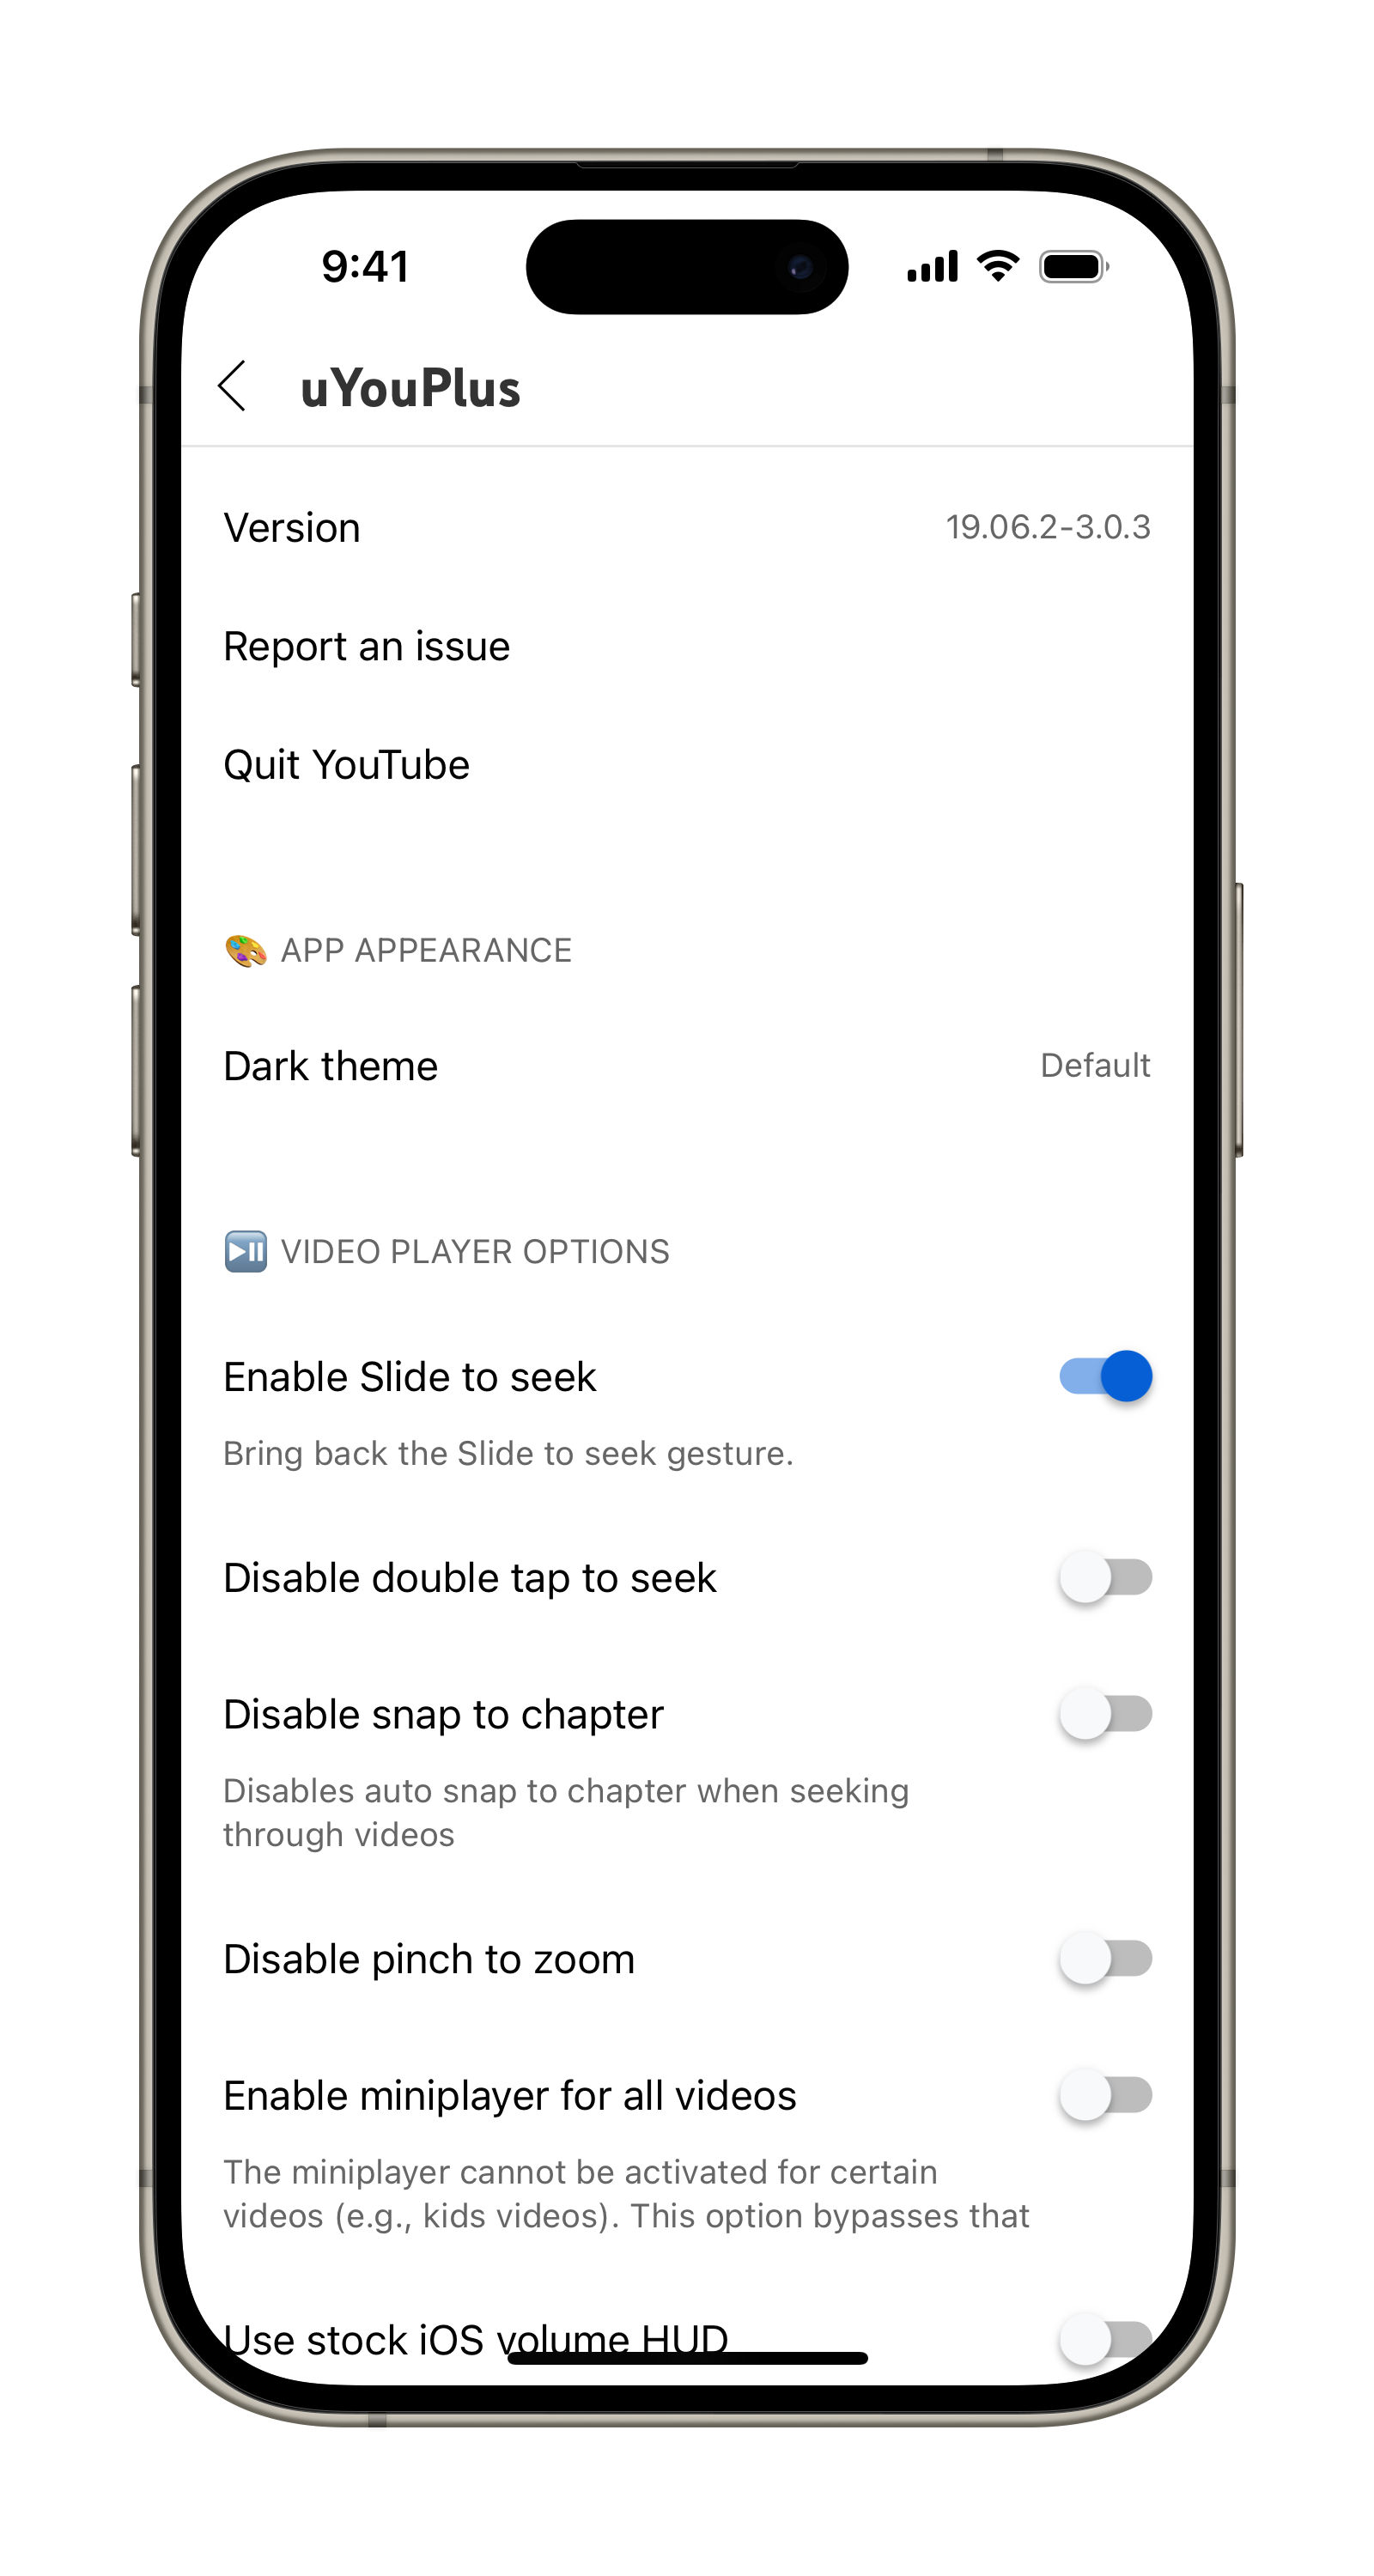 9:41
uYouPlus
Version 19.06.2-3.0.3
Report an issue
Quit YouTube
🎨 APP APPEARANCE
Dark theme Default
⏯️ VIDEO PLAYER OPTIONS
Enable Slide to seek
Bring back the Slide to seek gesture.
Disable double tap to seek
Disable snap to chapter
Disables auto snap to chapter when seeking
through videos
Disable pinch to zoom
Enable miniplayer for all videos
The miniplayer cannot be activated for certain
videos (e.g., kids videos). This option bypasses that
Use stock iOS volume HUD